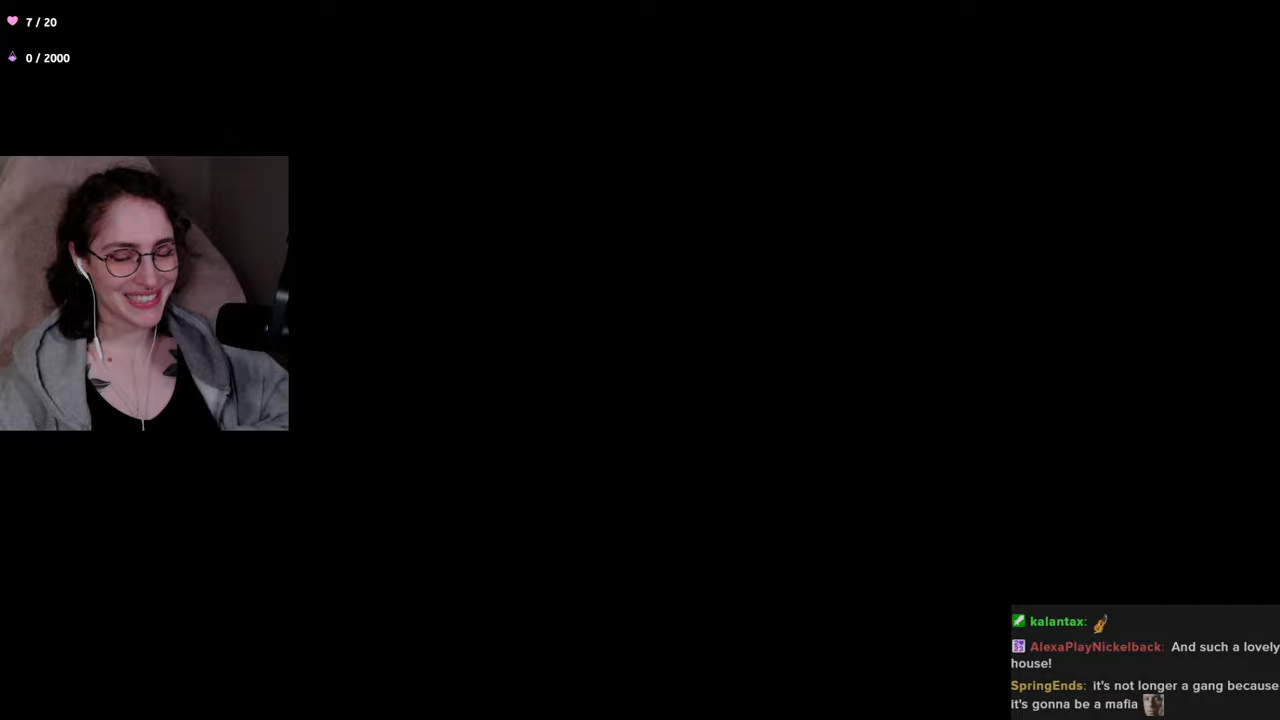 7 / 20
0 / 2000
kalantax:
AlexaPlayNickelback: And such a lovely
house!
SpringEnds: it's not longer a gang because
it's gonna be a mafia